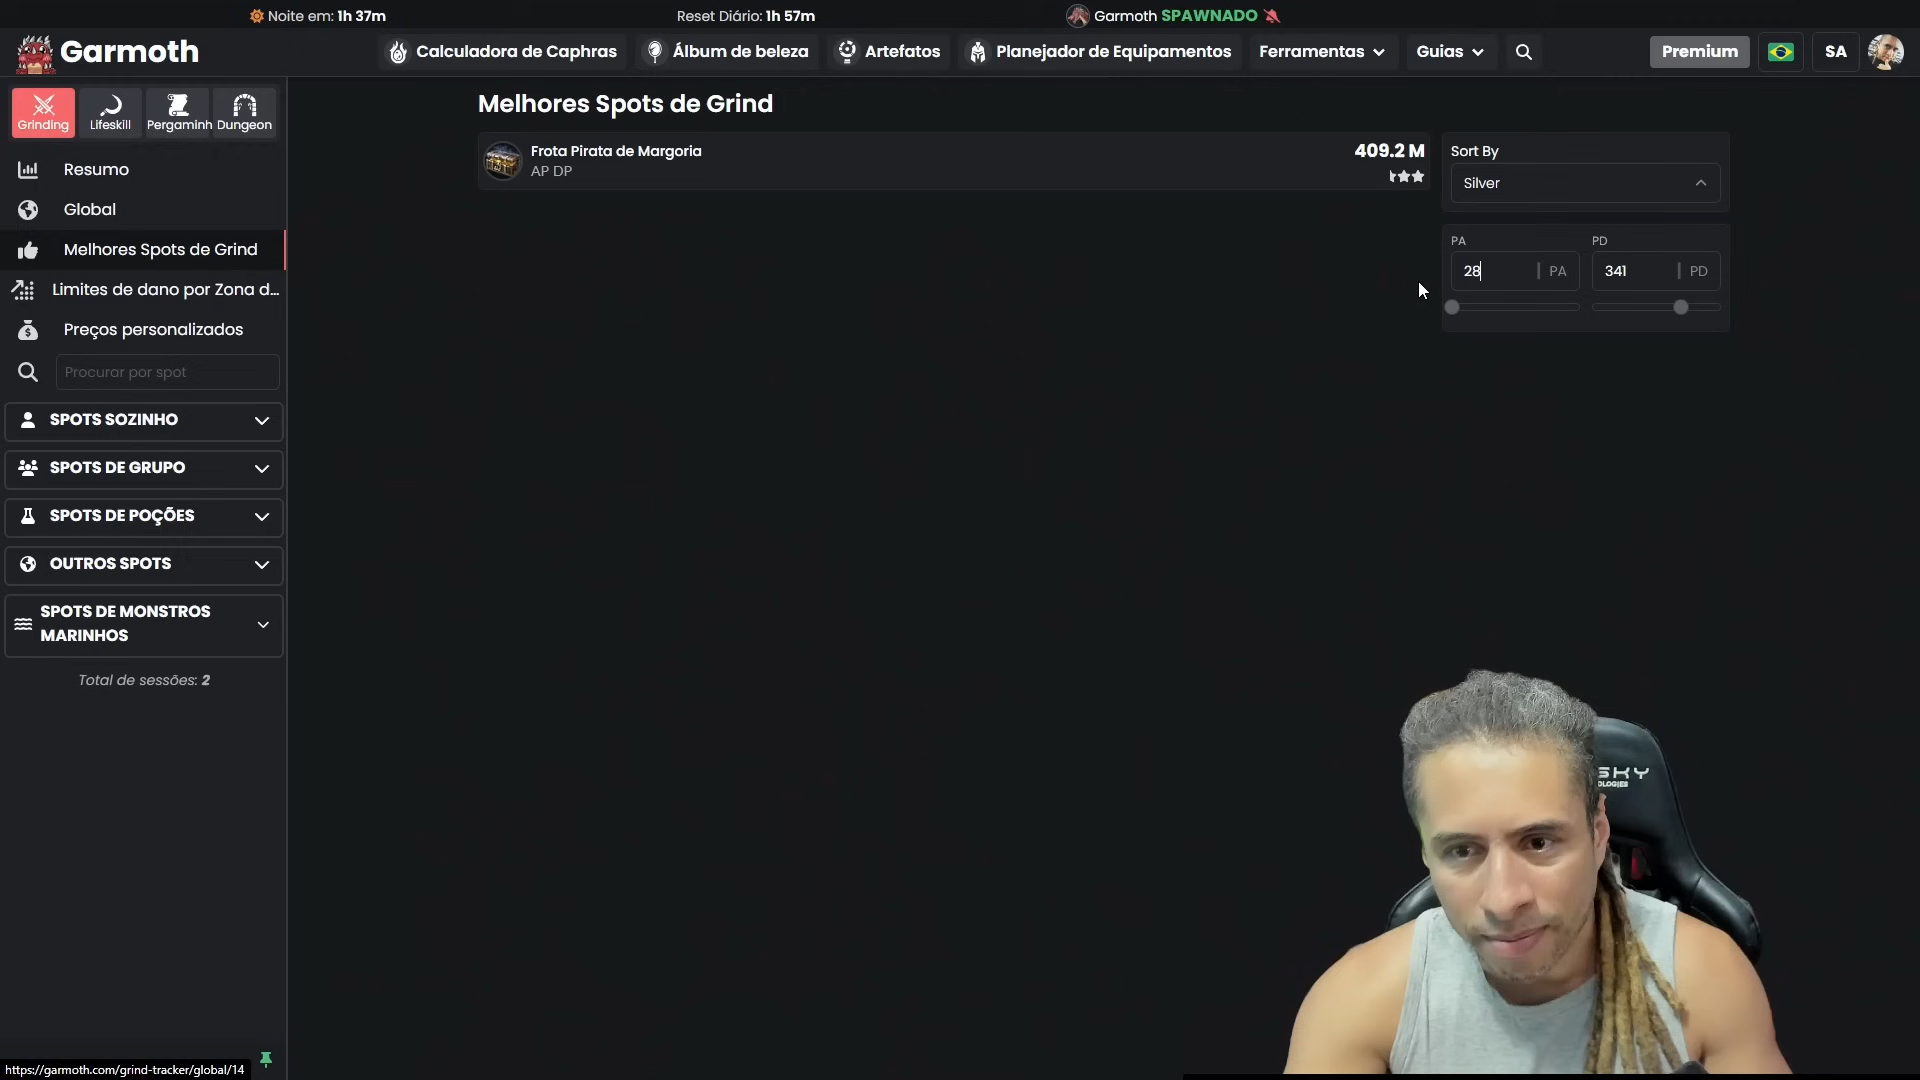 Noite em: 1h 37m
Reset Diário: 1h 57m
Garmoth SPAWNADO
Garmoth
Calculadora de Caphras
Álbum de beleza
Artefatos
Planejador de Equipamentos
Ferramentas
Guias
Premium
SA
Grinding
Lifeskill
Pergaminh
Dungeon
Resumo
Global
Melhores Spots de Grind
Limites de dano por Zona d...
Preços personalizados
Procurar por spot
SPOTS SOZINHO
SPOTS DE GRUPO
SPOTS DE POÇÕES
OUTROS SPOTS
SPOTS DE MONSTROS
MARINHOS
Total de sessões: 2
https://garmoth.com/grind-tracker/global/14
Melhores Spots de Grind
Frota Pirata de Margoria
AP DP
409.2 M
Sort By
Silver
PA
PD
28 PA
341 PD